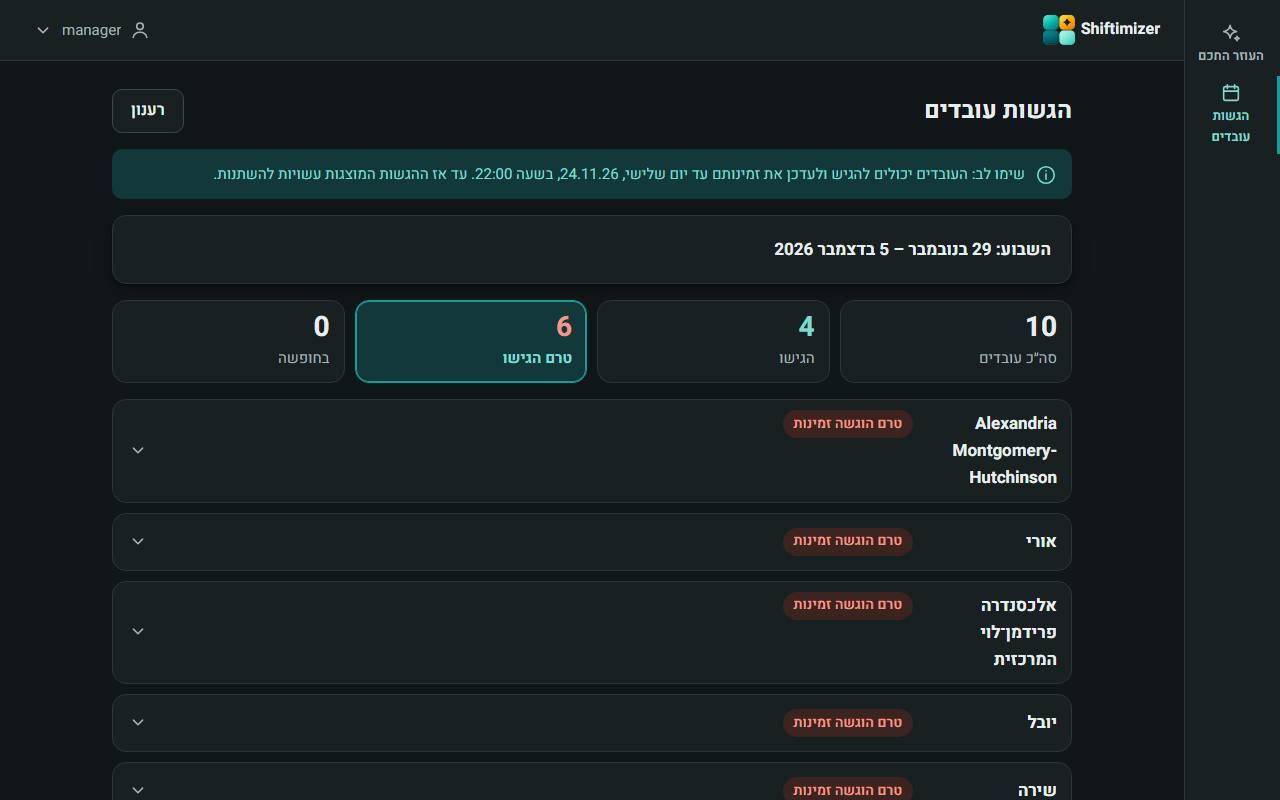 Shiftimizer
manager
העוזר החכם
הגשות
עובדים
הגשות עובדים
רענון
שימו לב: העובדים יכולים להגיש ולעדכן את זמינותם עד יום שלישי, 24.11.26, בשעה 22:00. עד אז ההגשות המוצגות עשויות להשתנות.
השבוע: 29 בנובמבר – 5 בדצמבר 2026
10
סה״כ עובדים
4
הגישו
6
טרם הגישו
0
בחופשה
Alexandria
Montgomery-
Hutchinson
טרם הוגשה זמינות
אורי
טרם הוגשה זמינות
אלכסנדרה
פרידמן־לוי
המרכזית
טרם הוגשה זמינות
יובל
טרם הוגשה זמינות
שירה
טרם הוגשה זמינות